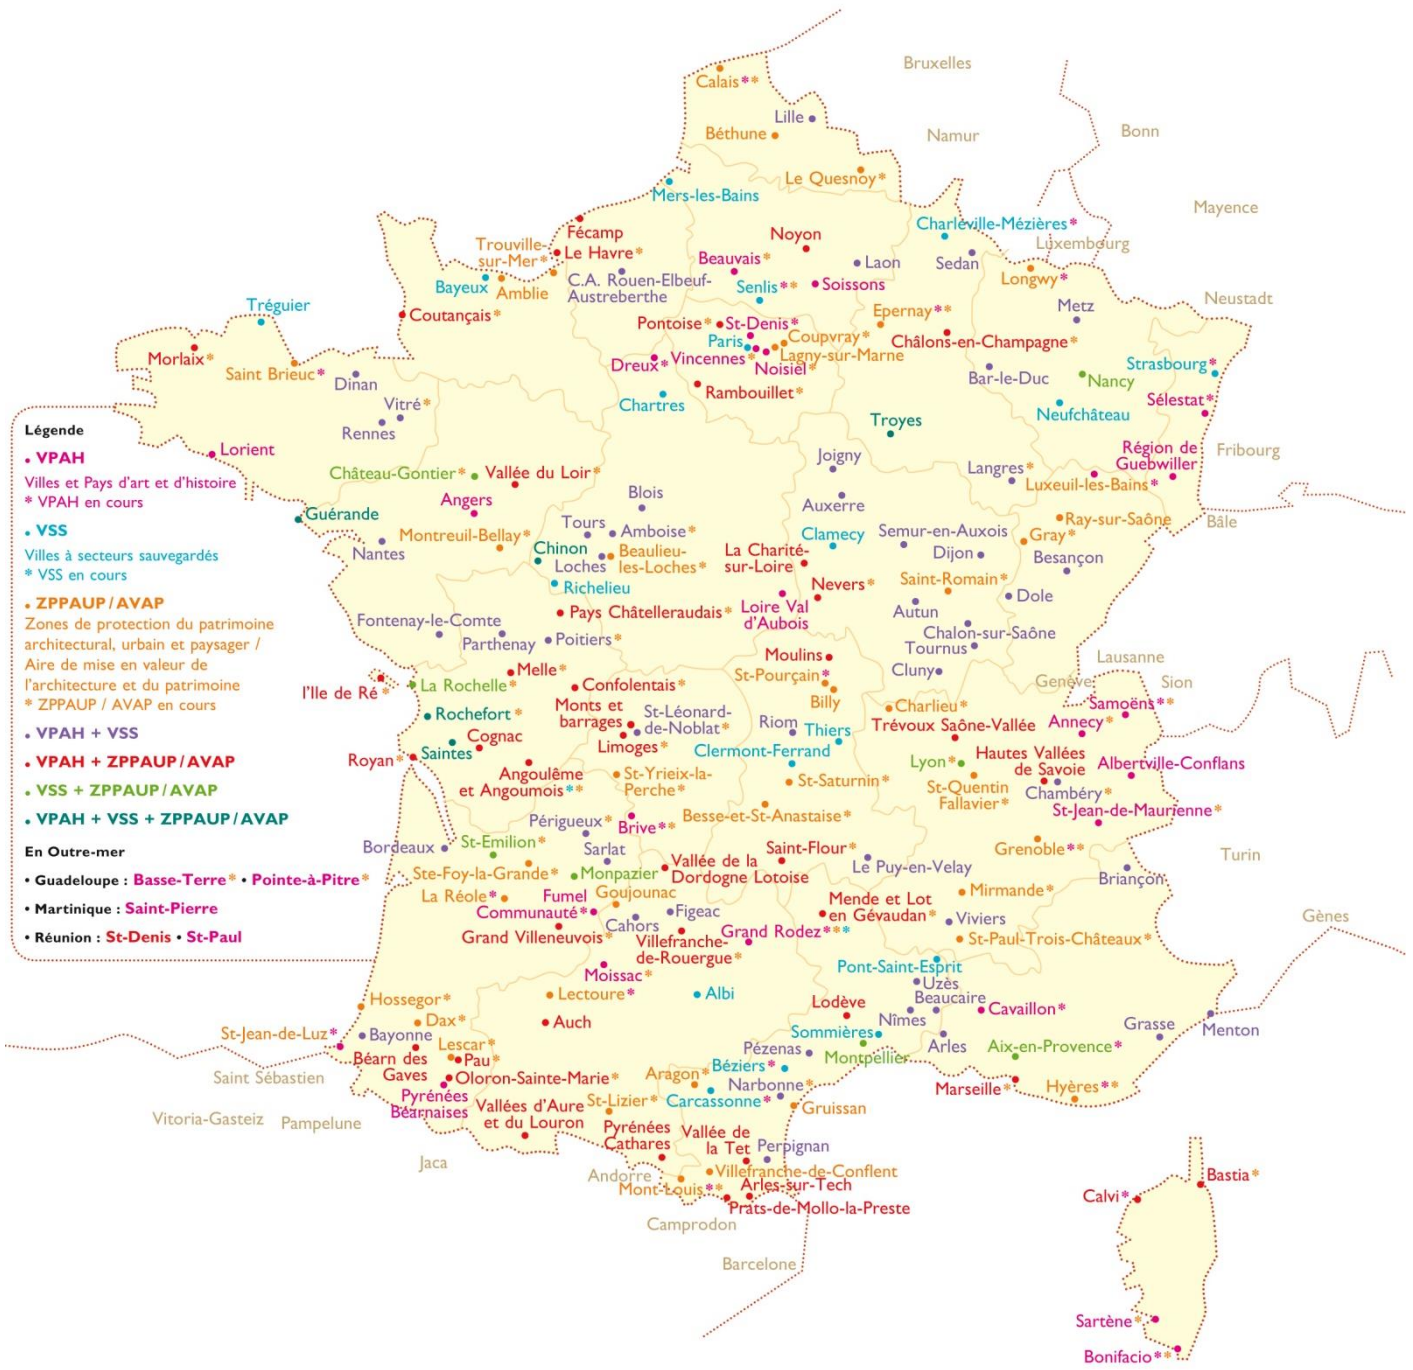 Bruxelles
Calais**
Lille
Béthune
Namur
Bonn
Le Quesnoy*
Mers-les-Bains
Mayence
Charleville-Mézières*
Luxembourg
Fécamp
Noyon
Trouville-
sur-Mer*
Le Havre*
Beauvais*
Laon
Sedan
Longwy*
Bayeux
Amblie
C.A. Rouen-Elbeuf-
Austreberthe
Senlis**
Soissons
Neustadt
Tréguier
Coutançais*
Metz
Epernay**
Pontoise*
St-Denis*
Coupvray*
Châlons-en-Champagne*
Paris
Lagny-sur-Marne
Morlaix*
Saint Brieuc*
Dreux*
Vincennes*
Noisiel*
Strasbourg*
Dinan
Bar-le-Duc
Nancy
Rambouillet*
Sélestat*
Vitré*
Chartres
Neufchâteau
Rennes
Troyes
Légende
• VPAH
Villes et Pays d'art et d'histoire
* VPAH en cours
• VSS
Villes à secteurs sauvegardés
* VSS en cours
• ZPPAUP / AVAP
Zones de protection du patrimoine
architectural, urbain et paysager /
Aire de mise en valeur de
l'architecture et du patrimoine
* ZPPAUP / AVAP en cours
• VPAH + VSS
• VPAH + ZPPAUP / AVAP
• VSS + ZPPAUP / AVAP
• VPAH + VSS + ZPPAUP / AVAP
En Outre-mer
• Guadeloupe : Basse-Terre* • Pointe-à-Pitre*
• Martinique : Saint-Pierre
• Réunion : St-Denis • St-Paul
Lorient
Région de
Guebwiller
Fribourg
Joigny
Château-Gontier*
Vallée du Loir*
Langres*
Luxeuil-les-Bains*
Angers
Blois
Auxerre
Guérande
Ray-sur-Saône
Bâle
Tours
Amboise*
Clamecy
Semur-en-Auxois
Gray*
Montreuil-Bellay*
Nantes
Chinon
Loches
Beaulieu-
les-Loches*
La Charité-
sur-Loire
Dijon
Besançon
Richelieu
Nevers*
Saint-Romain*
Dole
Pays Châtelleraudais*
Loire Val
d'Aubois
Autun
Fontenay-le-Comte
Parthenay
Poitiers*
Chalon-sur-Saône
Tournus
Moulins
Lausanne
Cluny
Melle*
St-Pourçain*
Genève
Sion
l'Ile de Ré*
La Rochelle*
Confolentais*
Billy
Charlieu*
Samoëns**
Monts et
barrages
St-Léonard-
de-Noblat*
Rochefort*
Riom
Thiers
Trévoux Saône-Vallée
Annecy*
Cognac
Limoges*
Clermont-Ferrand
Saintes
Royan*
Lyon*
Hautes Vallées
de Savoie
Albertville-Conflans
Angoulême
et Angoumois**
St-Yrieix-la-
Perche*
St-Saturnin*
St-Quentin
Fallavier*
Chambéry*
St-Jean-de-Maurienne*
Périgueux*
Brive**
Besse-et-St-Anastaise*
Bordeaux
St-Emilion*
Sarlat
Saint-Flour*
Grenoble**
Turin
Ste-Foy-la-Grande*
Monpazier
Vallée de la
Dordogne Lotoise
Le Puy-en-Velay
Briançon
La Réole*
Fumel
Communauté*
Goujounac
Mende et Lot
en Gévaudan*
Mirmande*
Cahors
Figeac
Viviers
Gènes
Grand Villeneuvois*
Villefranche-
de-Rouergue*
Grand Rodez***
St-Paul-Trois-Châteaux*
Moissac*
Pont-Saint-Esprit
Hossegor*
Lectoure*
Albi
Uzès
Lodève
Beaucaire
Cavaillon*
St-Jean-de-Luz*
Dax*
Auch
Nîmes
Grasse
Menton
Bayonne
Sommières
Arles
Lescar*
Pézenas
Montpellier
Aix-en-Provence*
Béarn des
Gaves
Pau*
Béziers*
Saint Sébastien
Oloron-Sainte-Marie*
Aragon*
Narbonne*
Marseille*
Hyères**
Pyrénées
Béarnaises
St-Lizier*
Carcassonne*
Gruissan
Vitoria-Gasteiz
Pampelune
Vallées d'Aure
et du Louron
Pyrénées
Cathares
Vallée de
la Tet
Perpignan
Jaca
Andorre
Villefranche-de-Conflent
Mont-Louis**
Arles-sur-Tech
Prats-de-Mollo-la-Preste
Bastia*
Calvi*
Camprodon
Barcelone
Sartène*
Bonifacio**